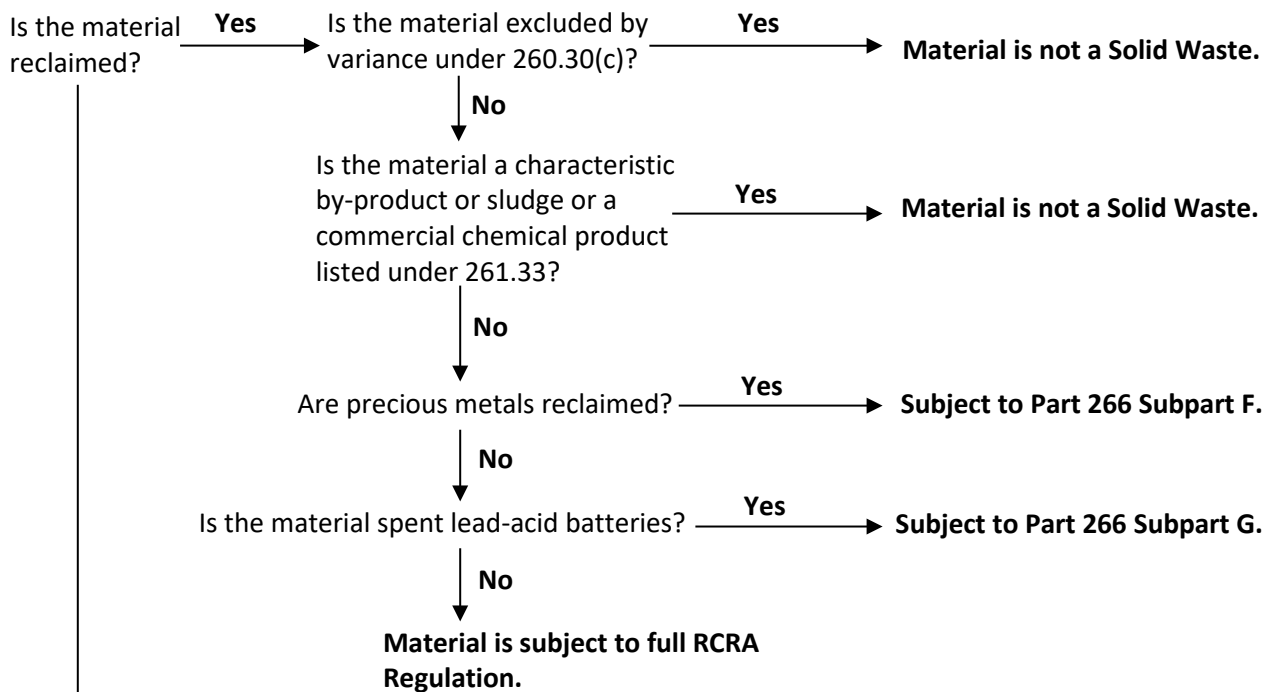 Is the material
reclaimed?
Yes
Is the material excluded by
variance under 260.30(c)?
Yes
Material is not a Solid Waste.
No
Is the material a characteristic
by-product or sludge or a
commercial chemical product
listed under 261.33?
Yes
Material is not a Solid Waste.
No
Are precious metals reclaimed?
Yes
Subject to Part 266 Subpart F.
No
Is the material spent lead-acid batteries?
Yes
Subject to Part 266 Subpart G.
No
Material is subject to full RCRA
Regulation.